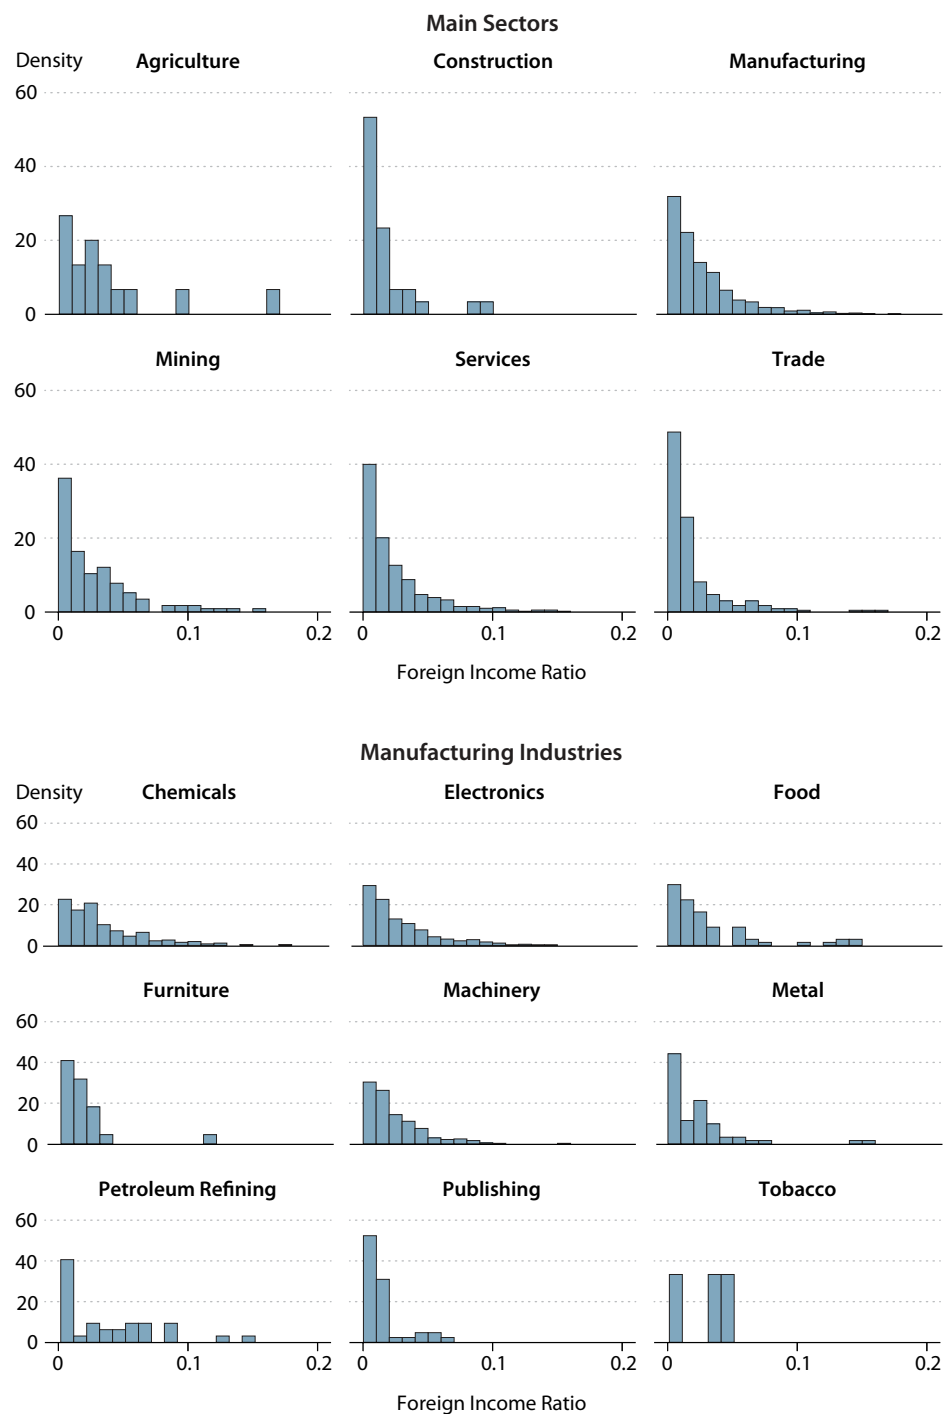 Main Sectors
Density Agriculture Construction Manufacturing
60
40
20
0
Mining Services Trade
60
40
20
0
0 0.1 0.2 0 0.1 0.2 0 0.1 0.2
Foreign Income Ratio
Manufacturing Industries
Density Chemicals Electronics Food
60
40
20
0
Furniture Machinery Metal
60
40
20
0
Petroleum Refining Publishing Tobacco
60
40
20
0
0 0.1 0.2 0 0.1 0.2 0 0.1 0.2
Foreign Income Ratio